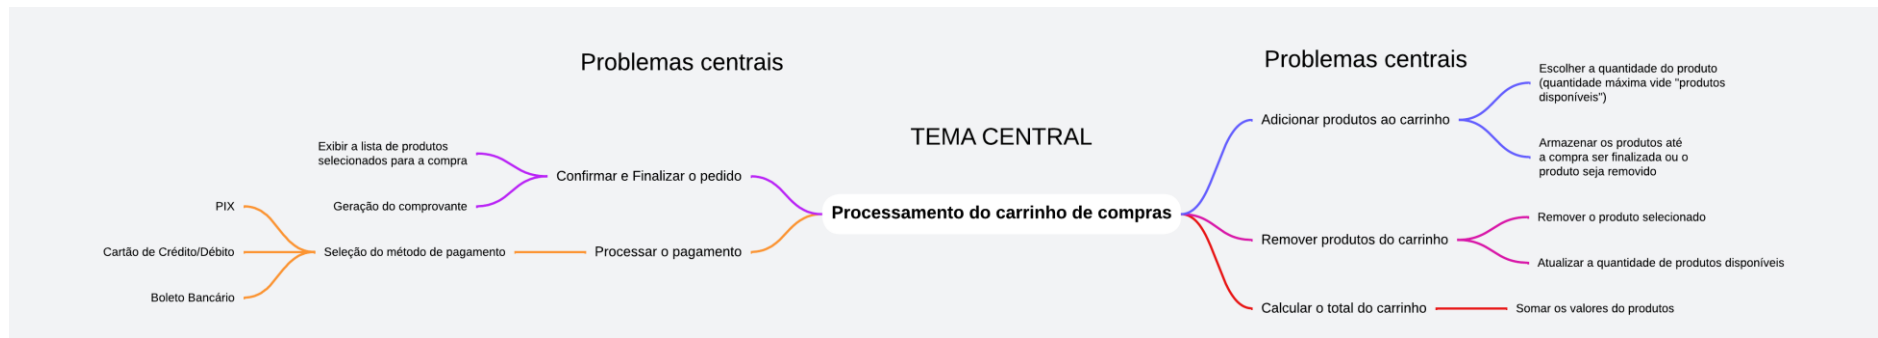 Problemas centrais
Problemas centrais
TEMA CENTRAL
Processamento do carrinho de compras
Confirmar e Finalizar o pedido
Exibir a lista de produtos
selecionados para a compra
Geração do comprovante
Processar o pagamento
Seleção do método de pagamento
PIX
Cartão de Crédito/Débito
Boleto Bancário
Adicionar produtos ao carrinho
Escolher a quantidade do produto
(quantidade máxima vide "produtos
disponíveis")
Armazenar os produtos até
a compra ser finalizada ou o
produto seja removido
Remover produtos do carrinho
Remover o produto selecionado
Atualizar a quantidade de produtos disponíveis
Calcular o total do carrinho
Somar os valores do produtos